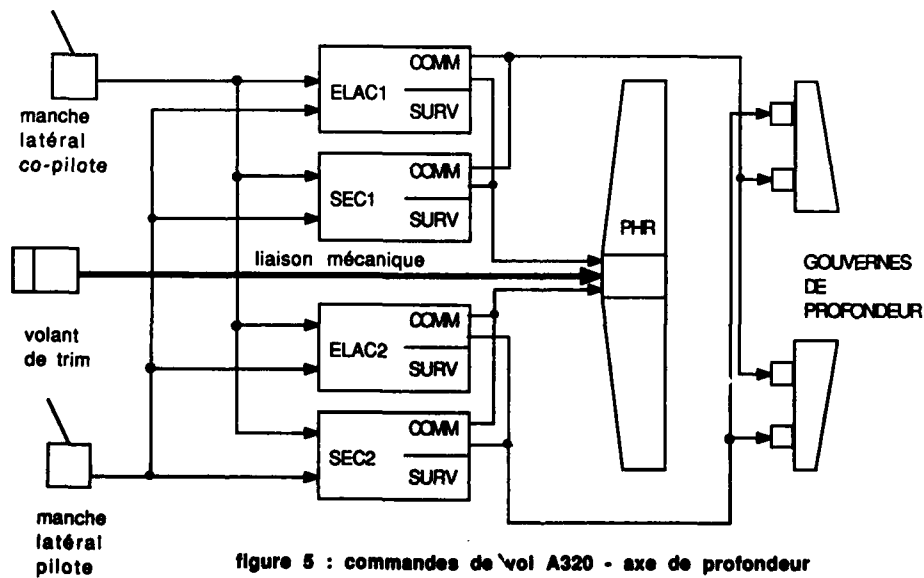 manche
latéral
co-pilote
ELAC1
COMM
SURV
SEC1
COMM
SURV
PHR
liaison mécanique
GOUVERNES
DE
PROFONDEUR
volant
de trim
ELAC2
COMM
SURV
SEC2
COMM
SURV
manche
latéral
pilote
figure 5 : commandes de vol A320 - axe de profondeur